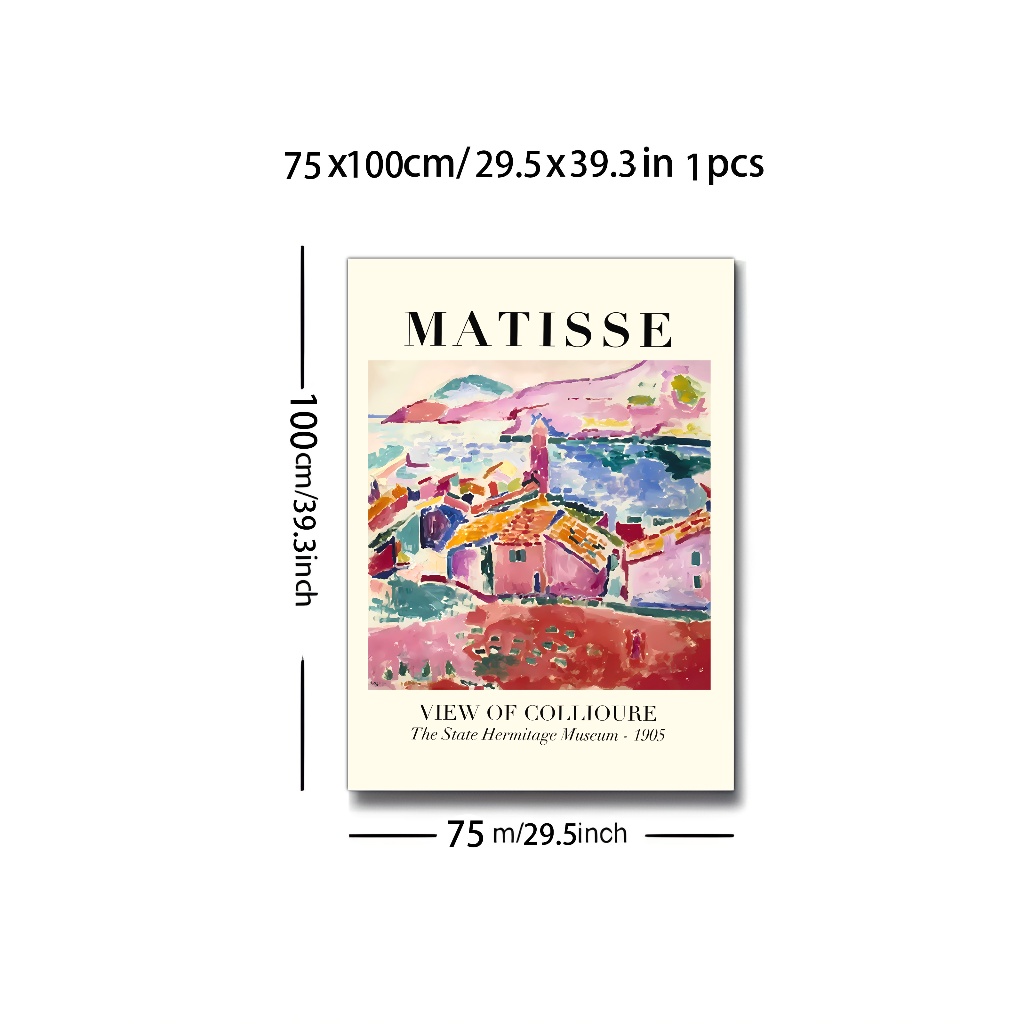 75x100cm/ 29.5x39.3in 1pcs
MATISSE
100cm/39.3inch
VIEW OF COLLIOURE
The State Hermitage Museum - 1905
75 m/29.5inch